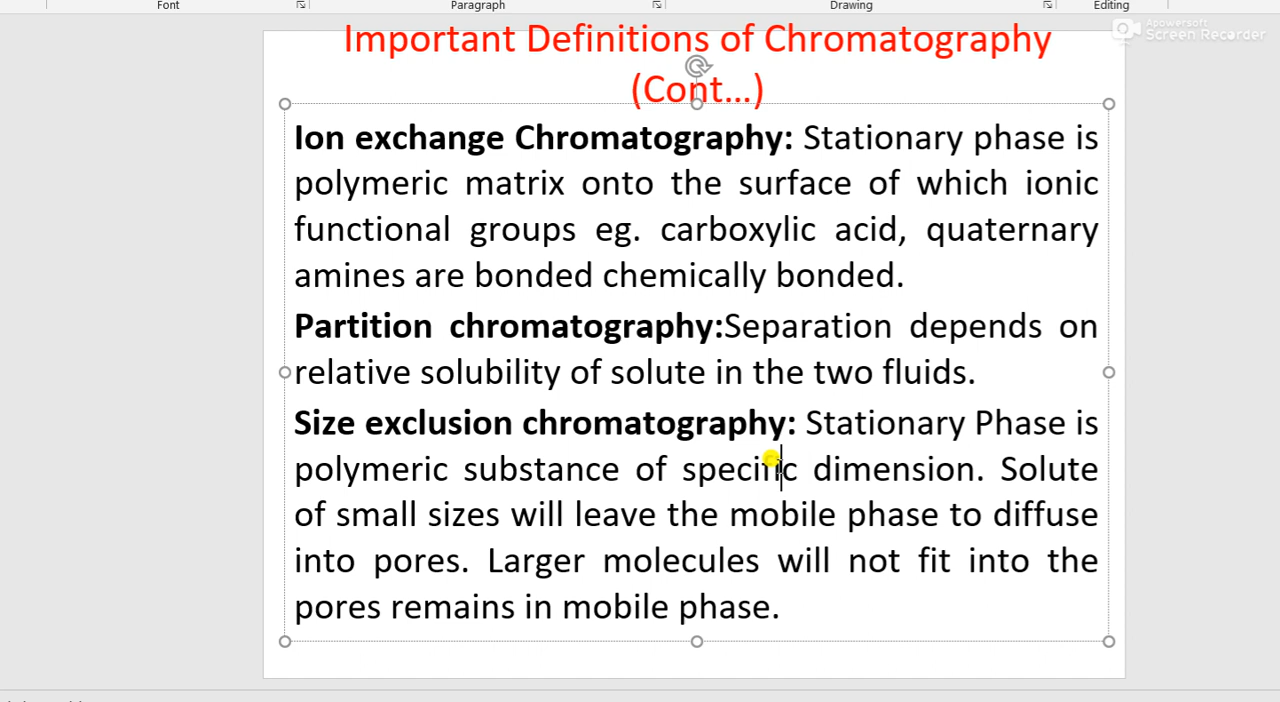 Font Paragraph Drawing Editing
Apowersoft
Screen Recorder
Important Definitions of Chromatography
(Cont...)
Ion exchange Chromatography: Stationary phase is
polymeric matrix onto the surface of which ionic
functional groups eg. carboxylic acid, quaternary
amines are bonded chemically bonded.
Partition chromatography:Separation depends on
relative solubility of solute in the two fluids.
Size exclusion chromatography: Stationary Phase is
polymeric substance of specific dimension. Solute
of small sizes will leave the mobile phase to diffuse
into pores. Larger molecules will not fit into the
pores remains in mobile phase.